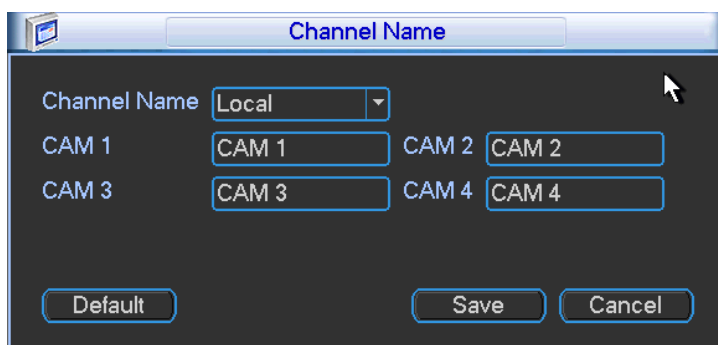 Channel Name
Channel Name Local
CAM 1 CAM 1 CAM 2 CAM 2
CAM 3 CAM 3 CAM 4 CAM 4
Default Save Cancel